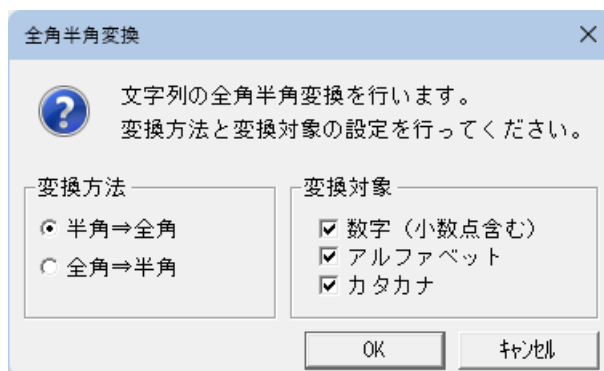 全角半角変換
文字列の全角半角変換を行います。
変換方法と変換対象の設定を行ってください。
変換方法
半角⇒全角
全角⇒半角
変換対象
数字（小数点含む）
アルファベット
カタカナ
OK
ｷｬﾝｾﾙ